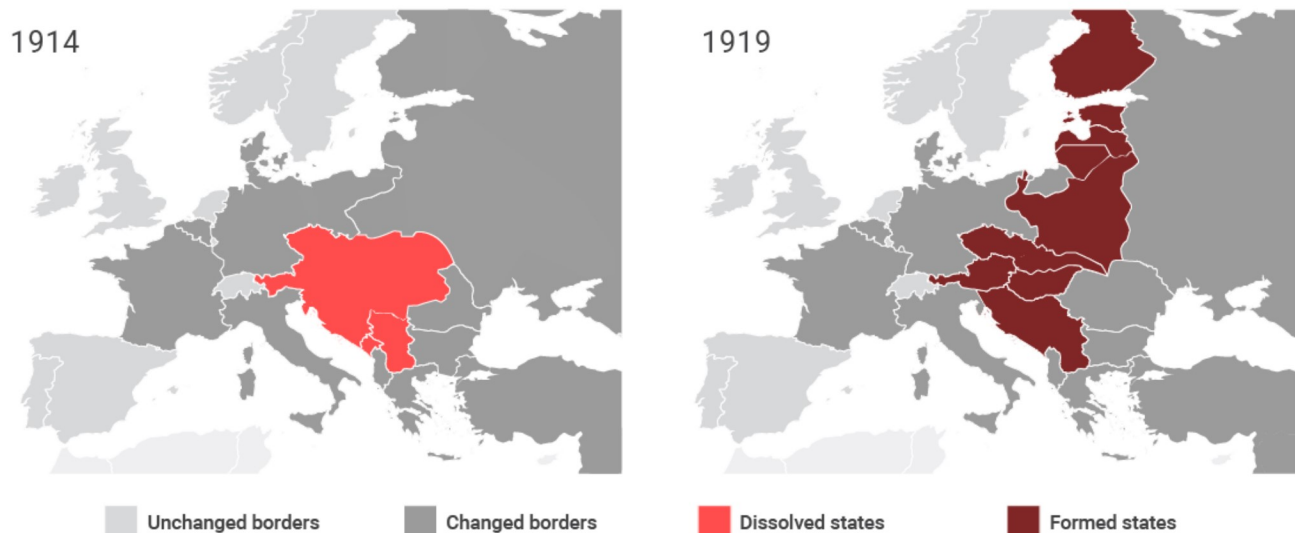 1914
1919
Unchanged borders
Changed borders
Dissolved states
Formed states